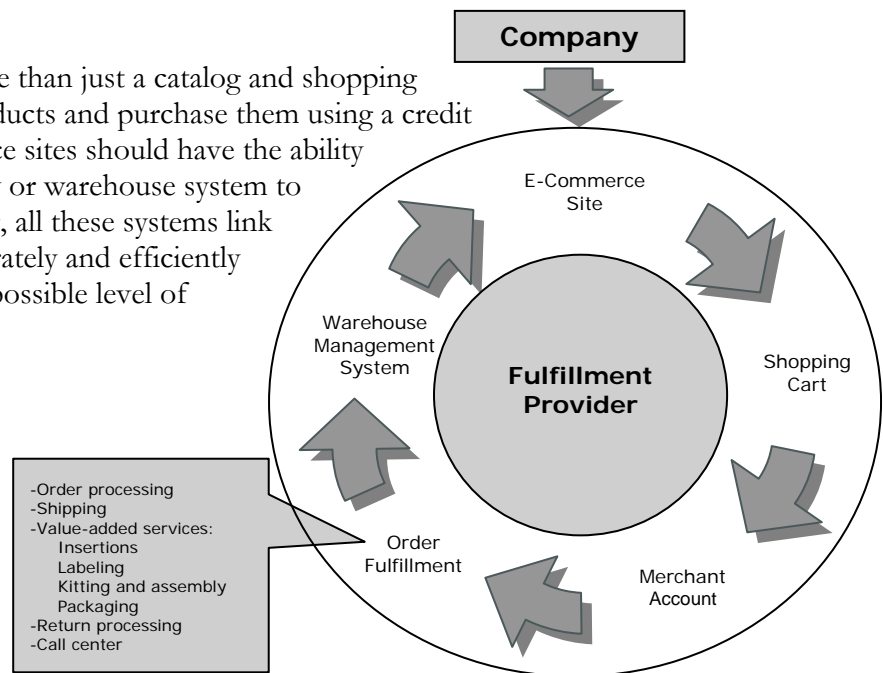 Company
e than just a catalog and shopping
ducts and purchase them using a credit
ce sites should have the ability
or warehouse system to
, all these systems link
rately and efficiently
possible level of
E-Commerce
Site
Shopping
Cart
Merchant
Account
Order
Fulfillment
Warehouse
Management
System
Fulfillment
Provider
-Order processing
-Shipping
-Value-added services:
Insertions
Labeling
Kitting and assembly
Packaging
-Return processing
-Call center